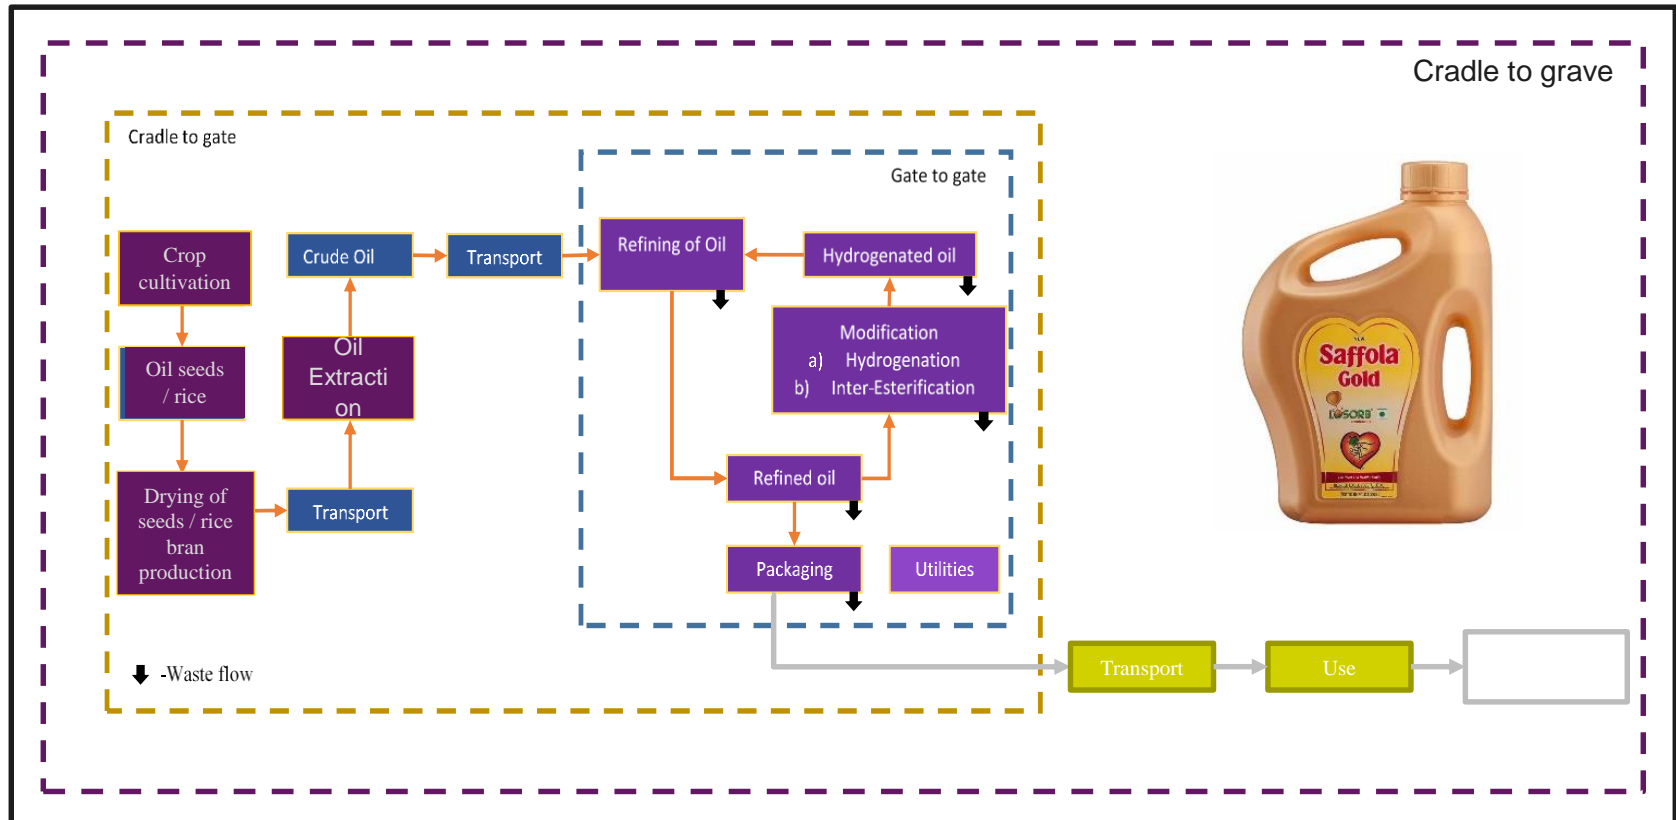 Cradle to grave
Cradle to gate
Gate to gate
Crop
cultivation
Crude Oil
Transport
Refining of Oil
Hydrogenated oil
Oil seeds
/ rice
Oil
Extracti
on
Modification
a) Hydrogenation
b) Inter-Esterification
Drying of
seeds / rice
bran
production
Transport
Refined oil
Packaging
Utilities
-Waste flow
Transport
Use
Saffola
Gold
LOSORB